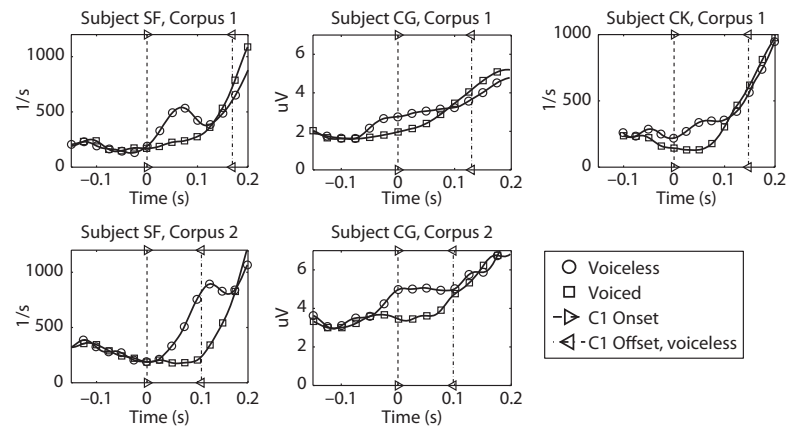 Subject SF, Corpus 1
1/s
1000
500
0
−0.1 0 0.1 0.2
Time (s)
Subject CG, Corpus 1
uV
6
4
2
0
−0.1 0 0.1 0.2
Time (s)
Subject CK, Corpus 1
1/s
1000
500
0
−0.1 0 0.1 0.2
Time (s)
Subject SF, Corpus 2
1/s
1000
500
0
−0.1 0 0.1 0.2
Time (s)
Subject CG, Corpus 2
uV
6
4
2
0
−0.1 0 0.1 0.2
Time (s)
Voiceless
Voiced
C1 Onset
C1 Offset, voiceless